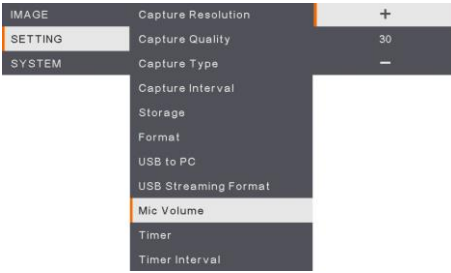 IMAGE
SETTING
SYSTEM
Capture Resolution
Capture Quality
Capture Type
Capture Interval
Storage
Format
USB to PC
USB Streaming Format
Mic Volume
Timer
Timer Interval
+
30
−